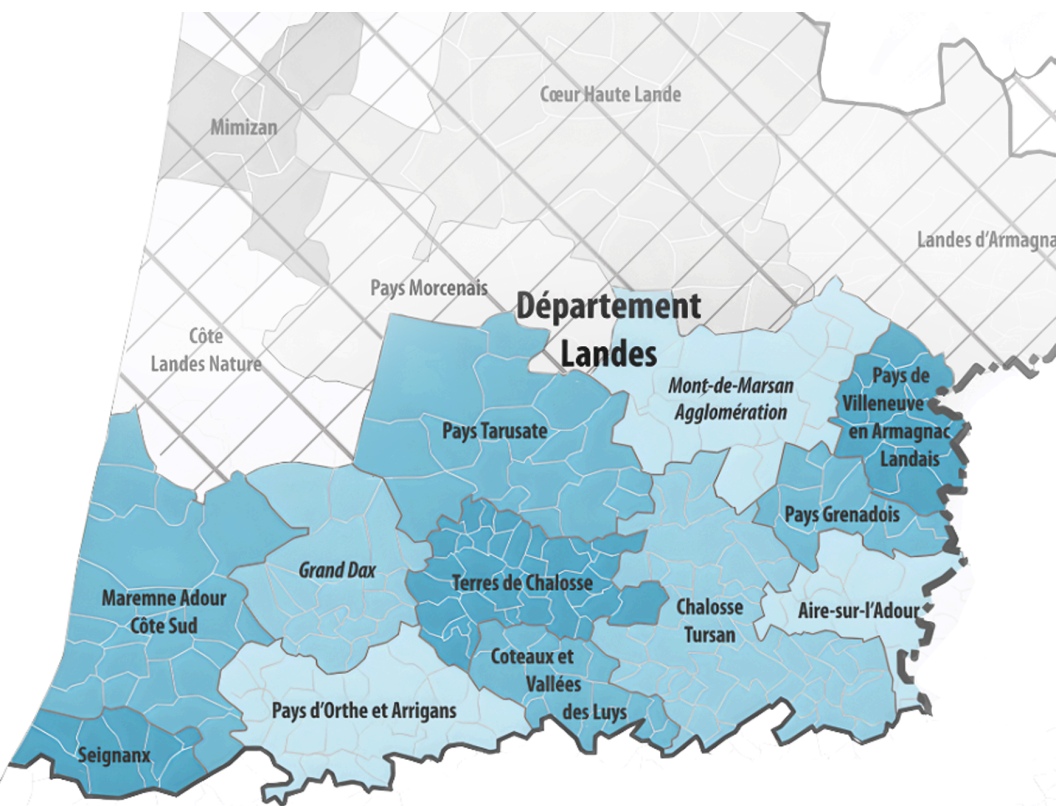 Cœur Haute Lande
Mimizan
Landes d'Armagna
Pays Morcenais
Département
Landes
Côte
Landes Nature
Mont-de-Marsan
Agglomération
Pays de
Villeneuve
en Armagnac
Landais
Pays Tarusate
Pays Grenadois
Grand Dax
Terres de Chalosse
Maremne Adour
Côte Sud
Chalosse
Tursan
Aire-sur-l'Adour
Coteaux et
Vallées
des Luys
Pays d'Orthe et Arrigans
Seignanx